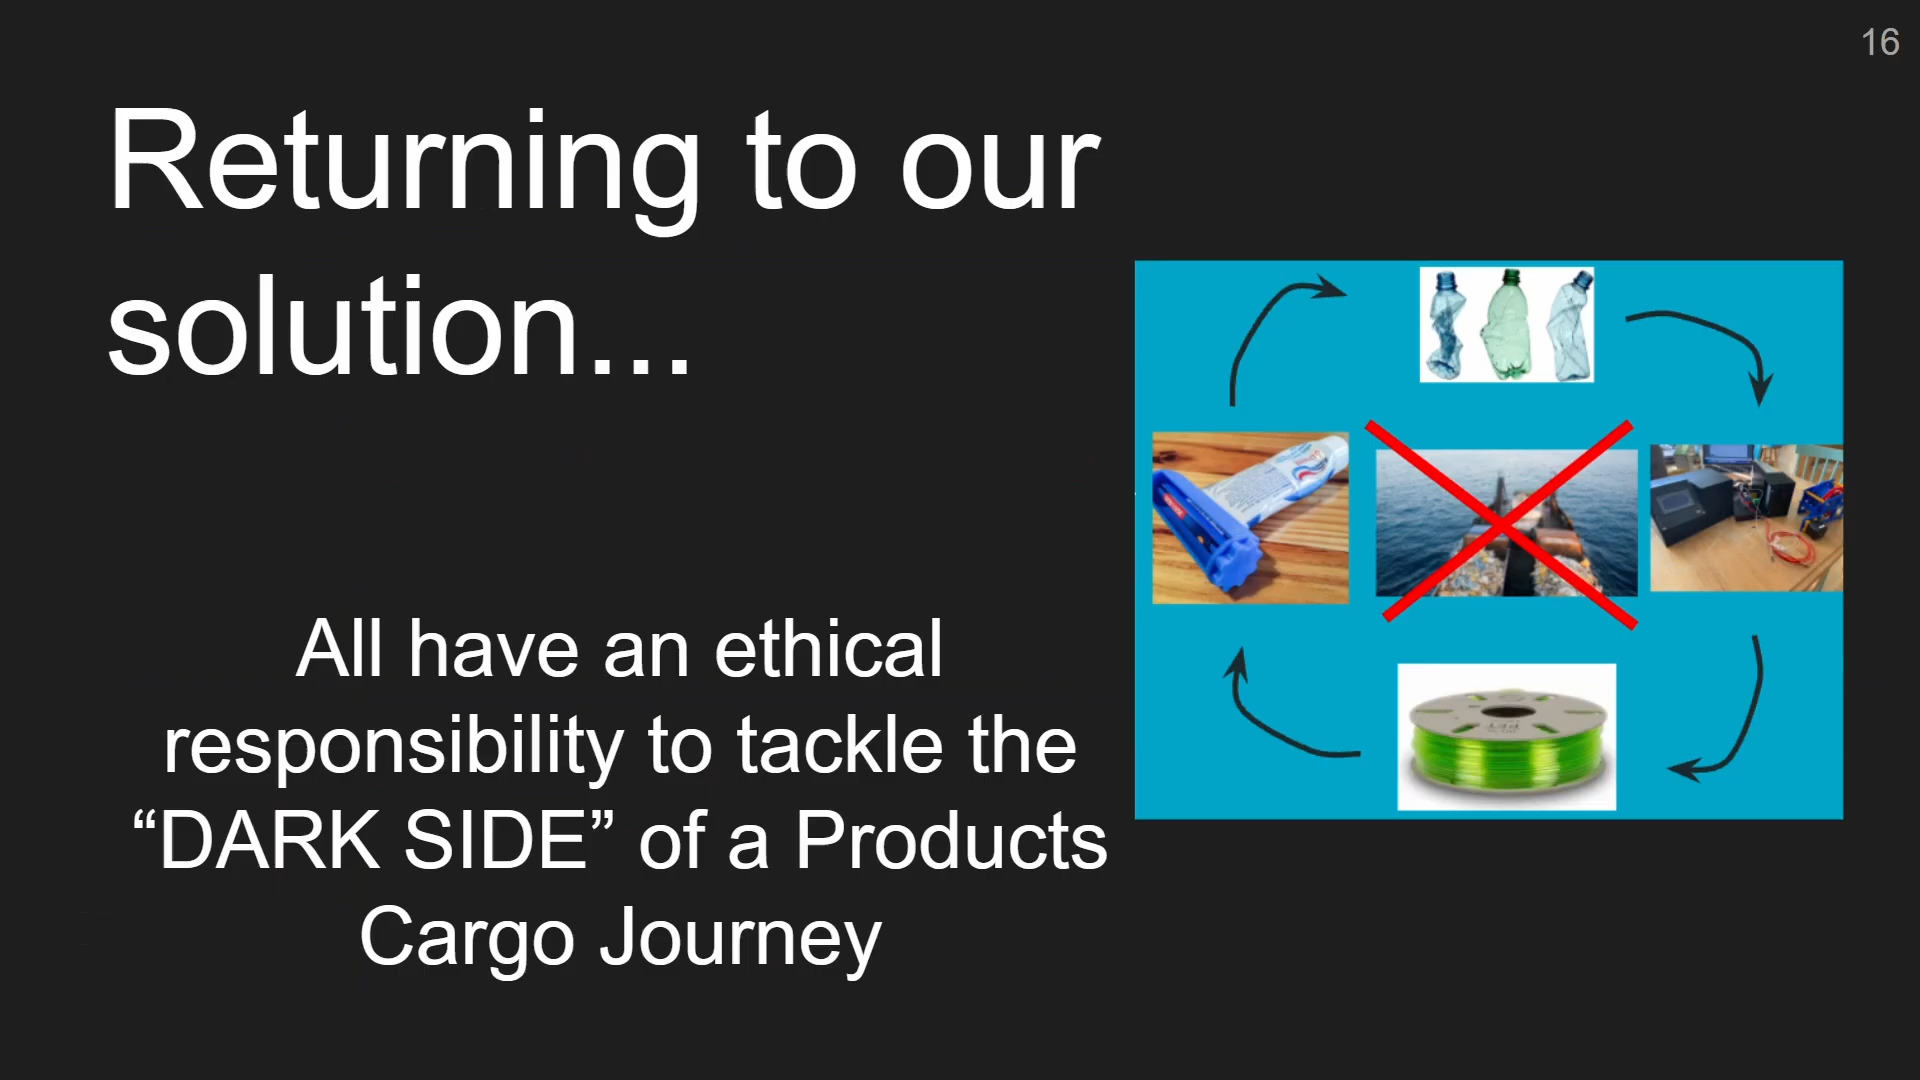 16
Returning to our
solution...
All have an ethical
responsibility to tackle the
“DARK SIDE” of a Products
Cargo Journey